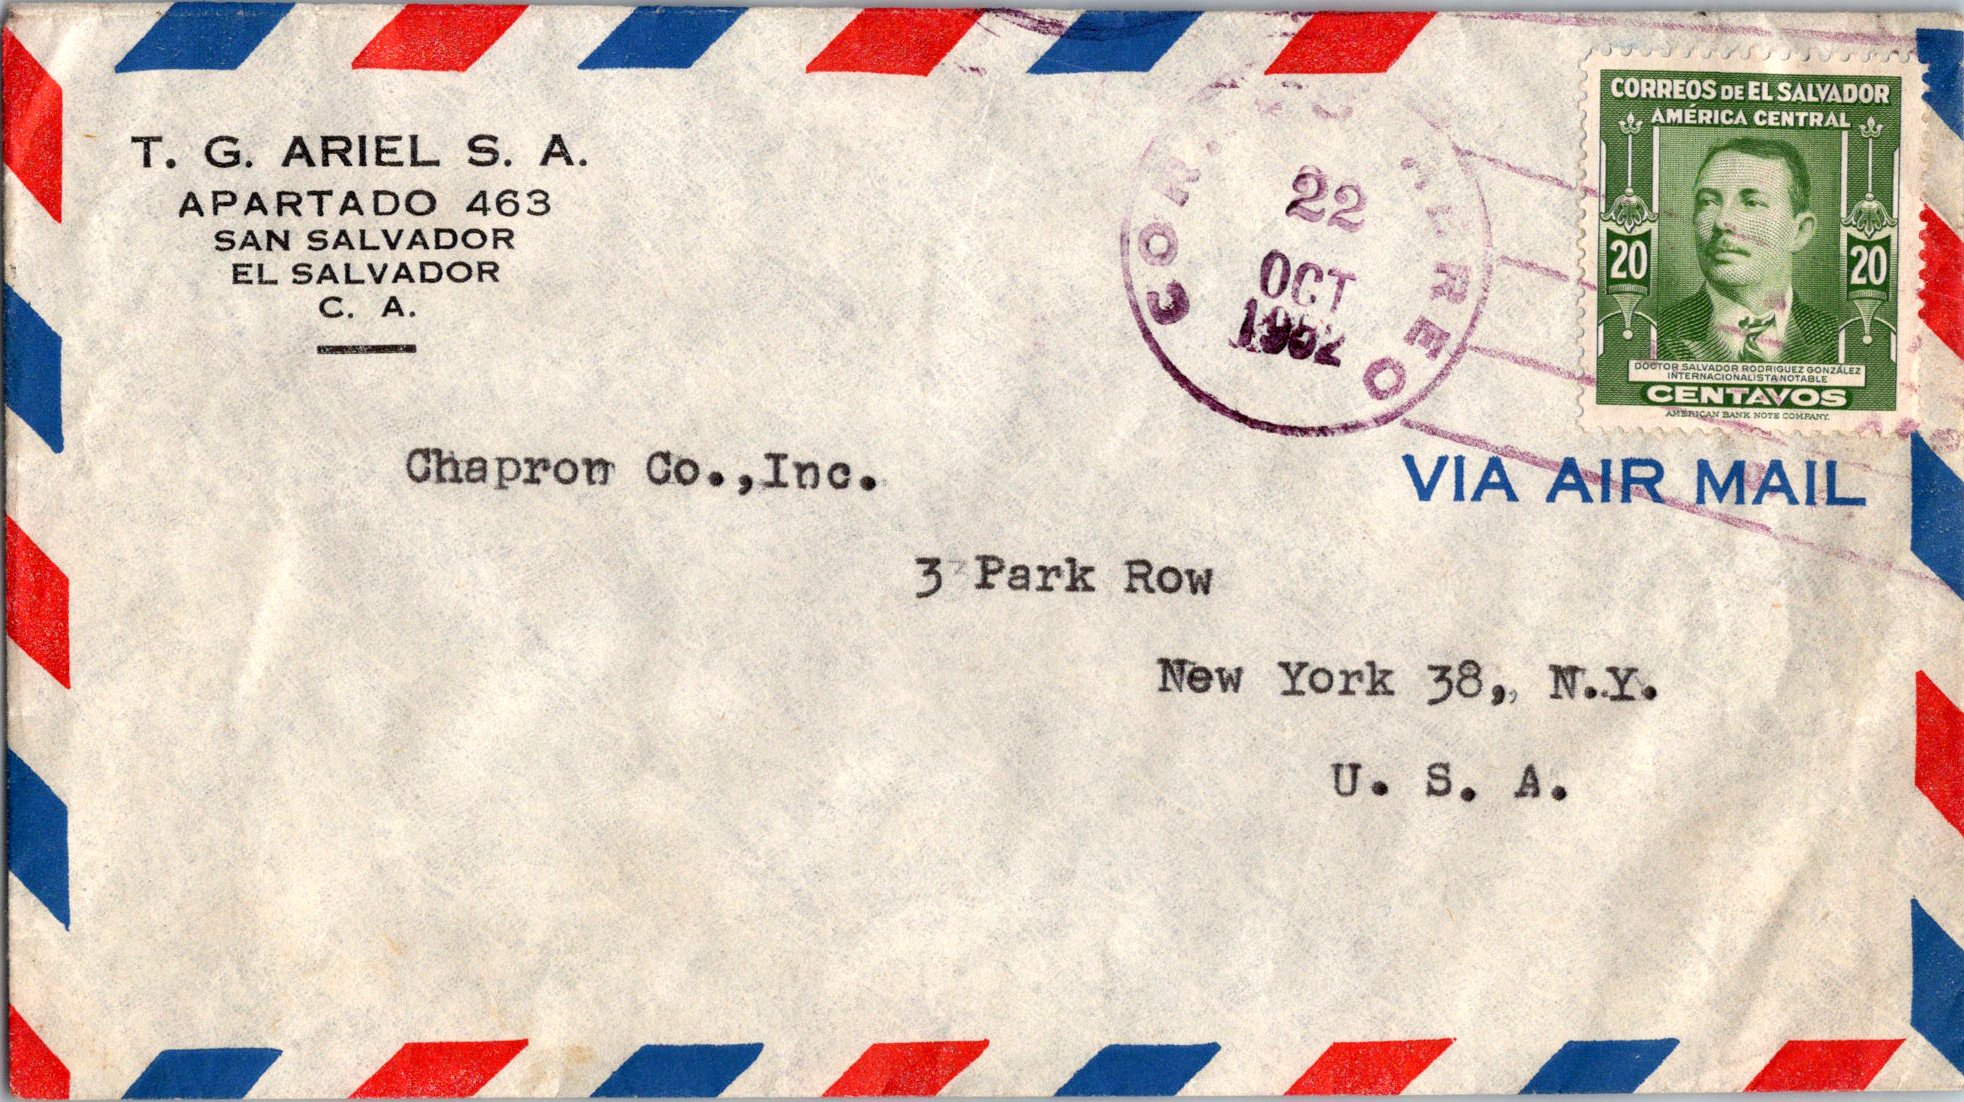 T. G. ARIEL S. A.
APARTADO 463
SAN SALVADOR
EL SALVADOR
C. A.
CORREOS DE EL SALVADOR
AMÉRICA CENTRAL
20 20
DOCTOR SALVADOR RODRIGUEZ GONZÁLEZ
INTERNACIONALISTA NOTABLE
CENTAVOS
AMERICAN BANK NOTE COMPANY.
22
OCT
1952
VIA AIR MAIL
Chapron Co.,Inc.
3 Park Row
New York 38, N.Y.
U. S. A.